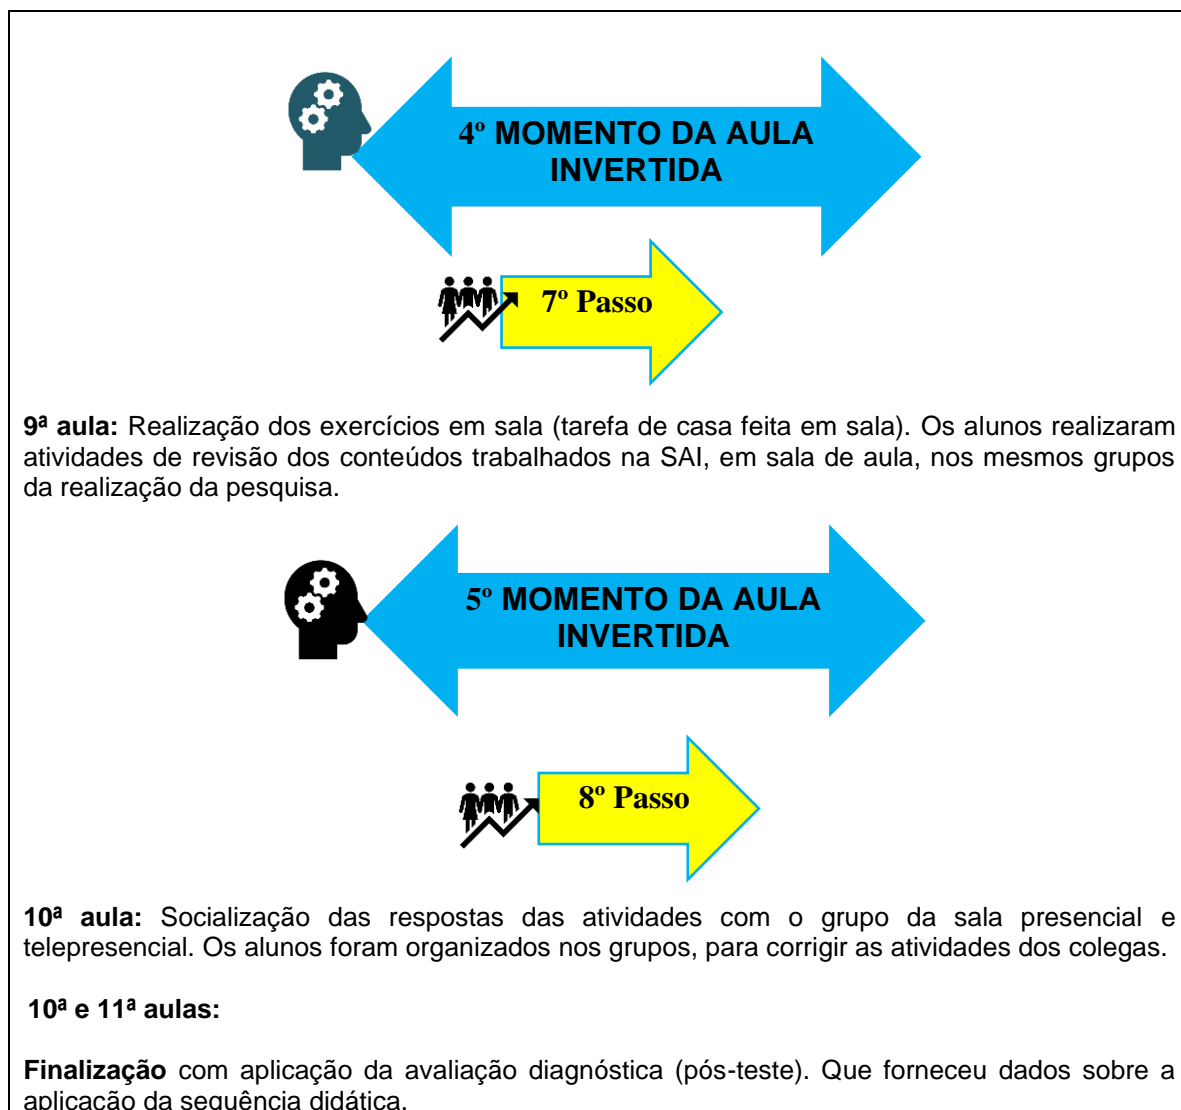 4º MOMENTO DA AULA
INVERTIDA
7º Passo
9ª aula: Realização dos exercícios em sala (tarefa de casa feita em sala). Os alunos realizaram
atividades de revisão dos conteúdos trabalhados na SAI, em sala de aula, nos mesmos grupos
da realização da pesquisa.
5º MOMENTO DA AULA
INVERTIDA
8º Passo
10ª aula: Socialização das respostas das atividades com o grupo da sala presencial e
telepresencial. Os alunos foram organizados nos grupos, para corrigir as atividades dos colegas.
10ª e 11ª aulas:
Finalização com aplicação da avaliação diagnóstica (pós-teste). Que forneceu dados sobre a
aplicação da sequência didática.